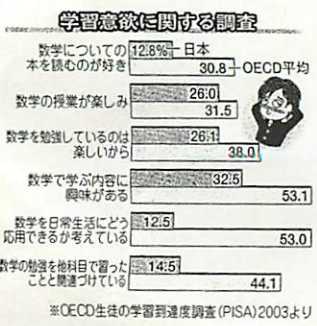 学習意欲に関する調査
数学についての 12.8% 日本
本を読むのが好き 30.8 OECD平均
数学の授業が楽しみ 26.0
31.5
数学を勉強しているのは 26.1
楽しいから 38.0
数学で学ぶ内容に 32.5
興味がある 53.1
数学を日常生活にどう 12.5
応用できるか考えている 53.0
数学の勉強を他科目で習った 14.5
ことと関連づけている 44.1
※OECD生徒の学習到達度調査(PISA)2003より